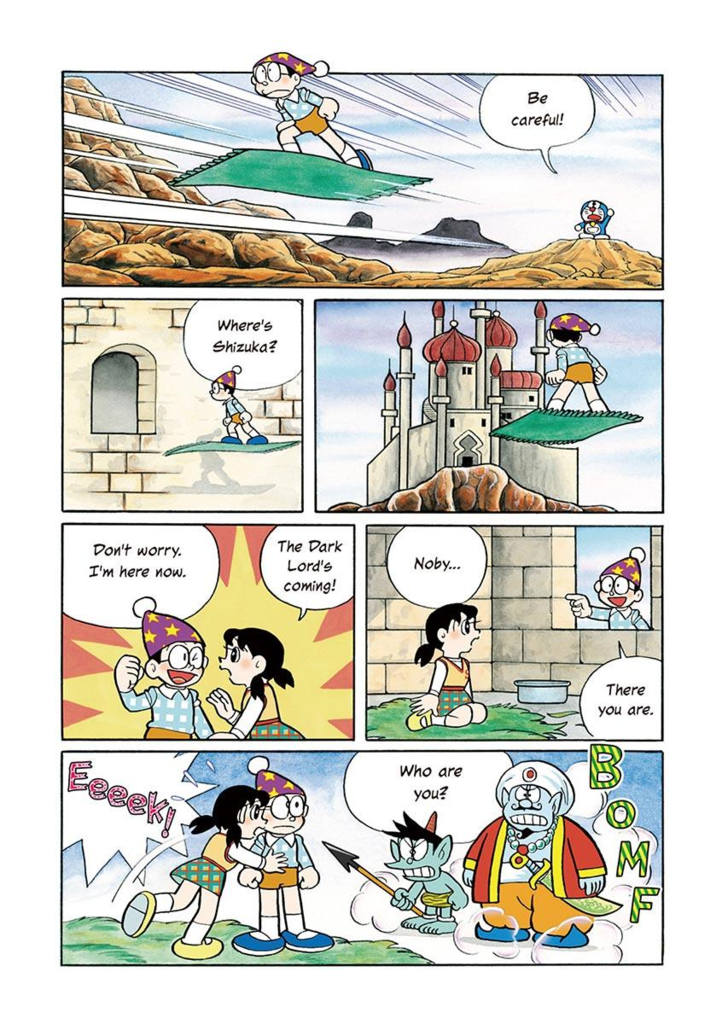 Be
careful!
Where's
Shizuka?
There
you are.
Noby...
The Dark
Lord's
coming!
Don't worry.
I'm here now.
BOMF
Who are
you?
Eeeek!